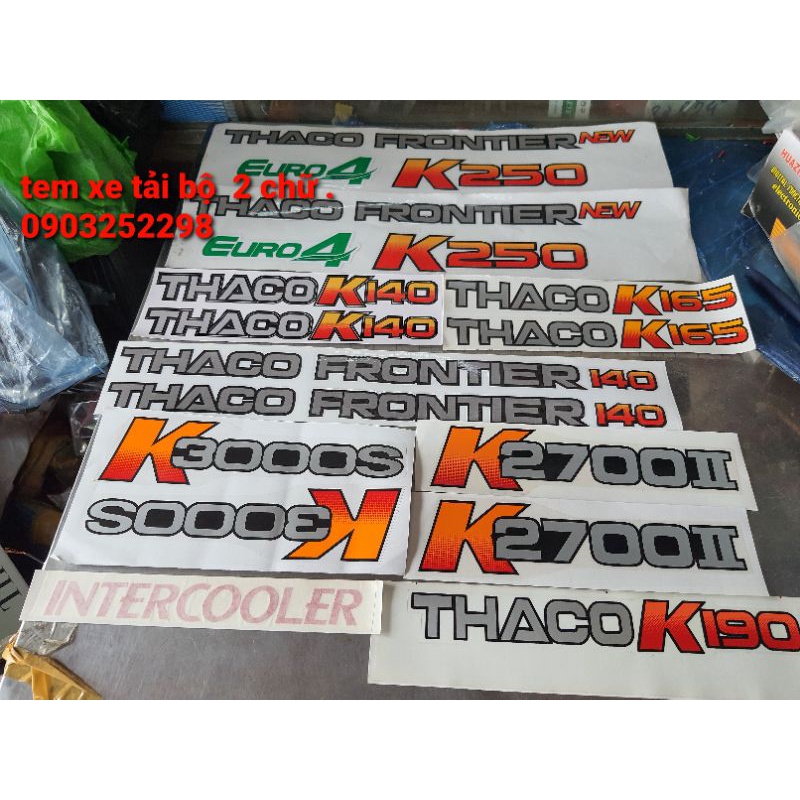 THACO FRONTIER NEW
EURO4 K250
tem xe tải bộ 2 chữ .
0903252298
THACO FRONTIER NEW
EURO4 K250
THACO K140
THACO K140
THACO K165
THACO K165
THACO FRONTIER 140
THACO FRONTIER 140
K3000S
K3000S
K2700II
K2700II
INTERCOOLER
THACO K190